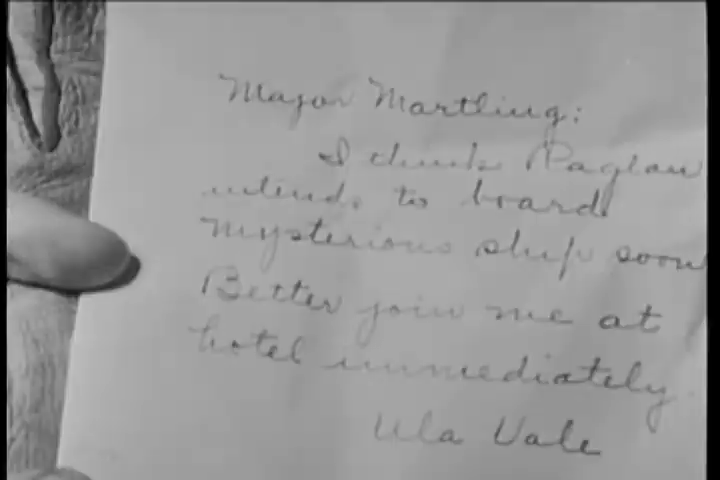 Major Martling:
I think Raglan
intends to board
mysterious ship soon
Better join me at
hotel immediately.
Ula Vale